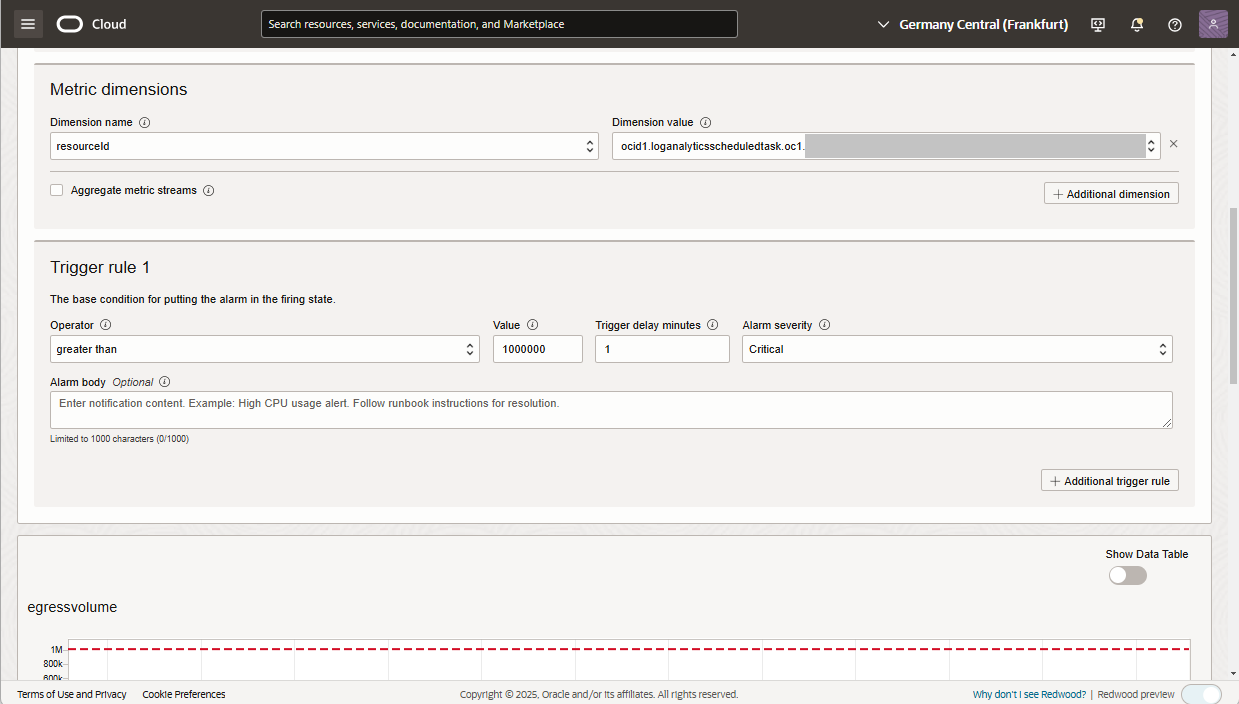 Cloud
Search resources, services, documentation, and Marketplace
Germany Central (Frankfurt)
Metric dimensions
Dimension name
Dimension value
resourceId
ocid1.loganalyticsscheduledtask.oc1.
Aggregate metric streams
Additional dimension
Trigger rule 1
The base condition for putting the alarm in the firing state.
Operator
Value
Trigger delay minutes
Alarm severity
greater than
1000000
1
Critical
Alarm body Optional
Enter notification content. Example: High CPU usage alert. Follow runbook instructions for resolution.
Limited to 1000 characters (0/1000)
Additional trigger rule
Show Data Table
egressvolume
1M
800k
600k
Terms of Use and Privacy
Cookie Preferences
Copyright © 2025, Oracle and/or its affiliates. All rights reserved.
Why don't I see Redwood? | Redwood preview